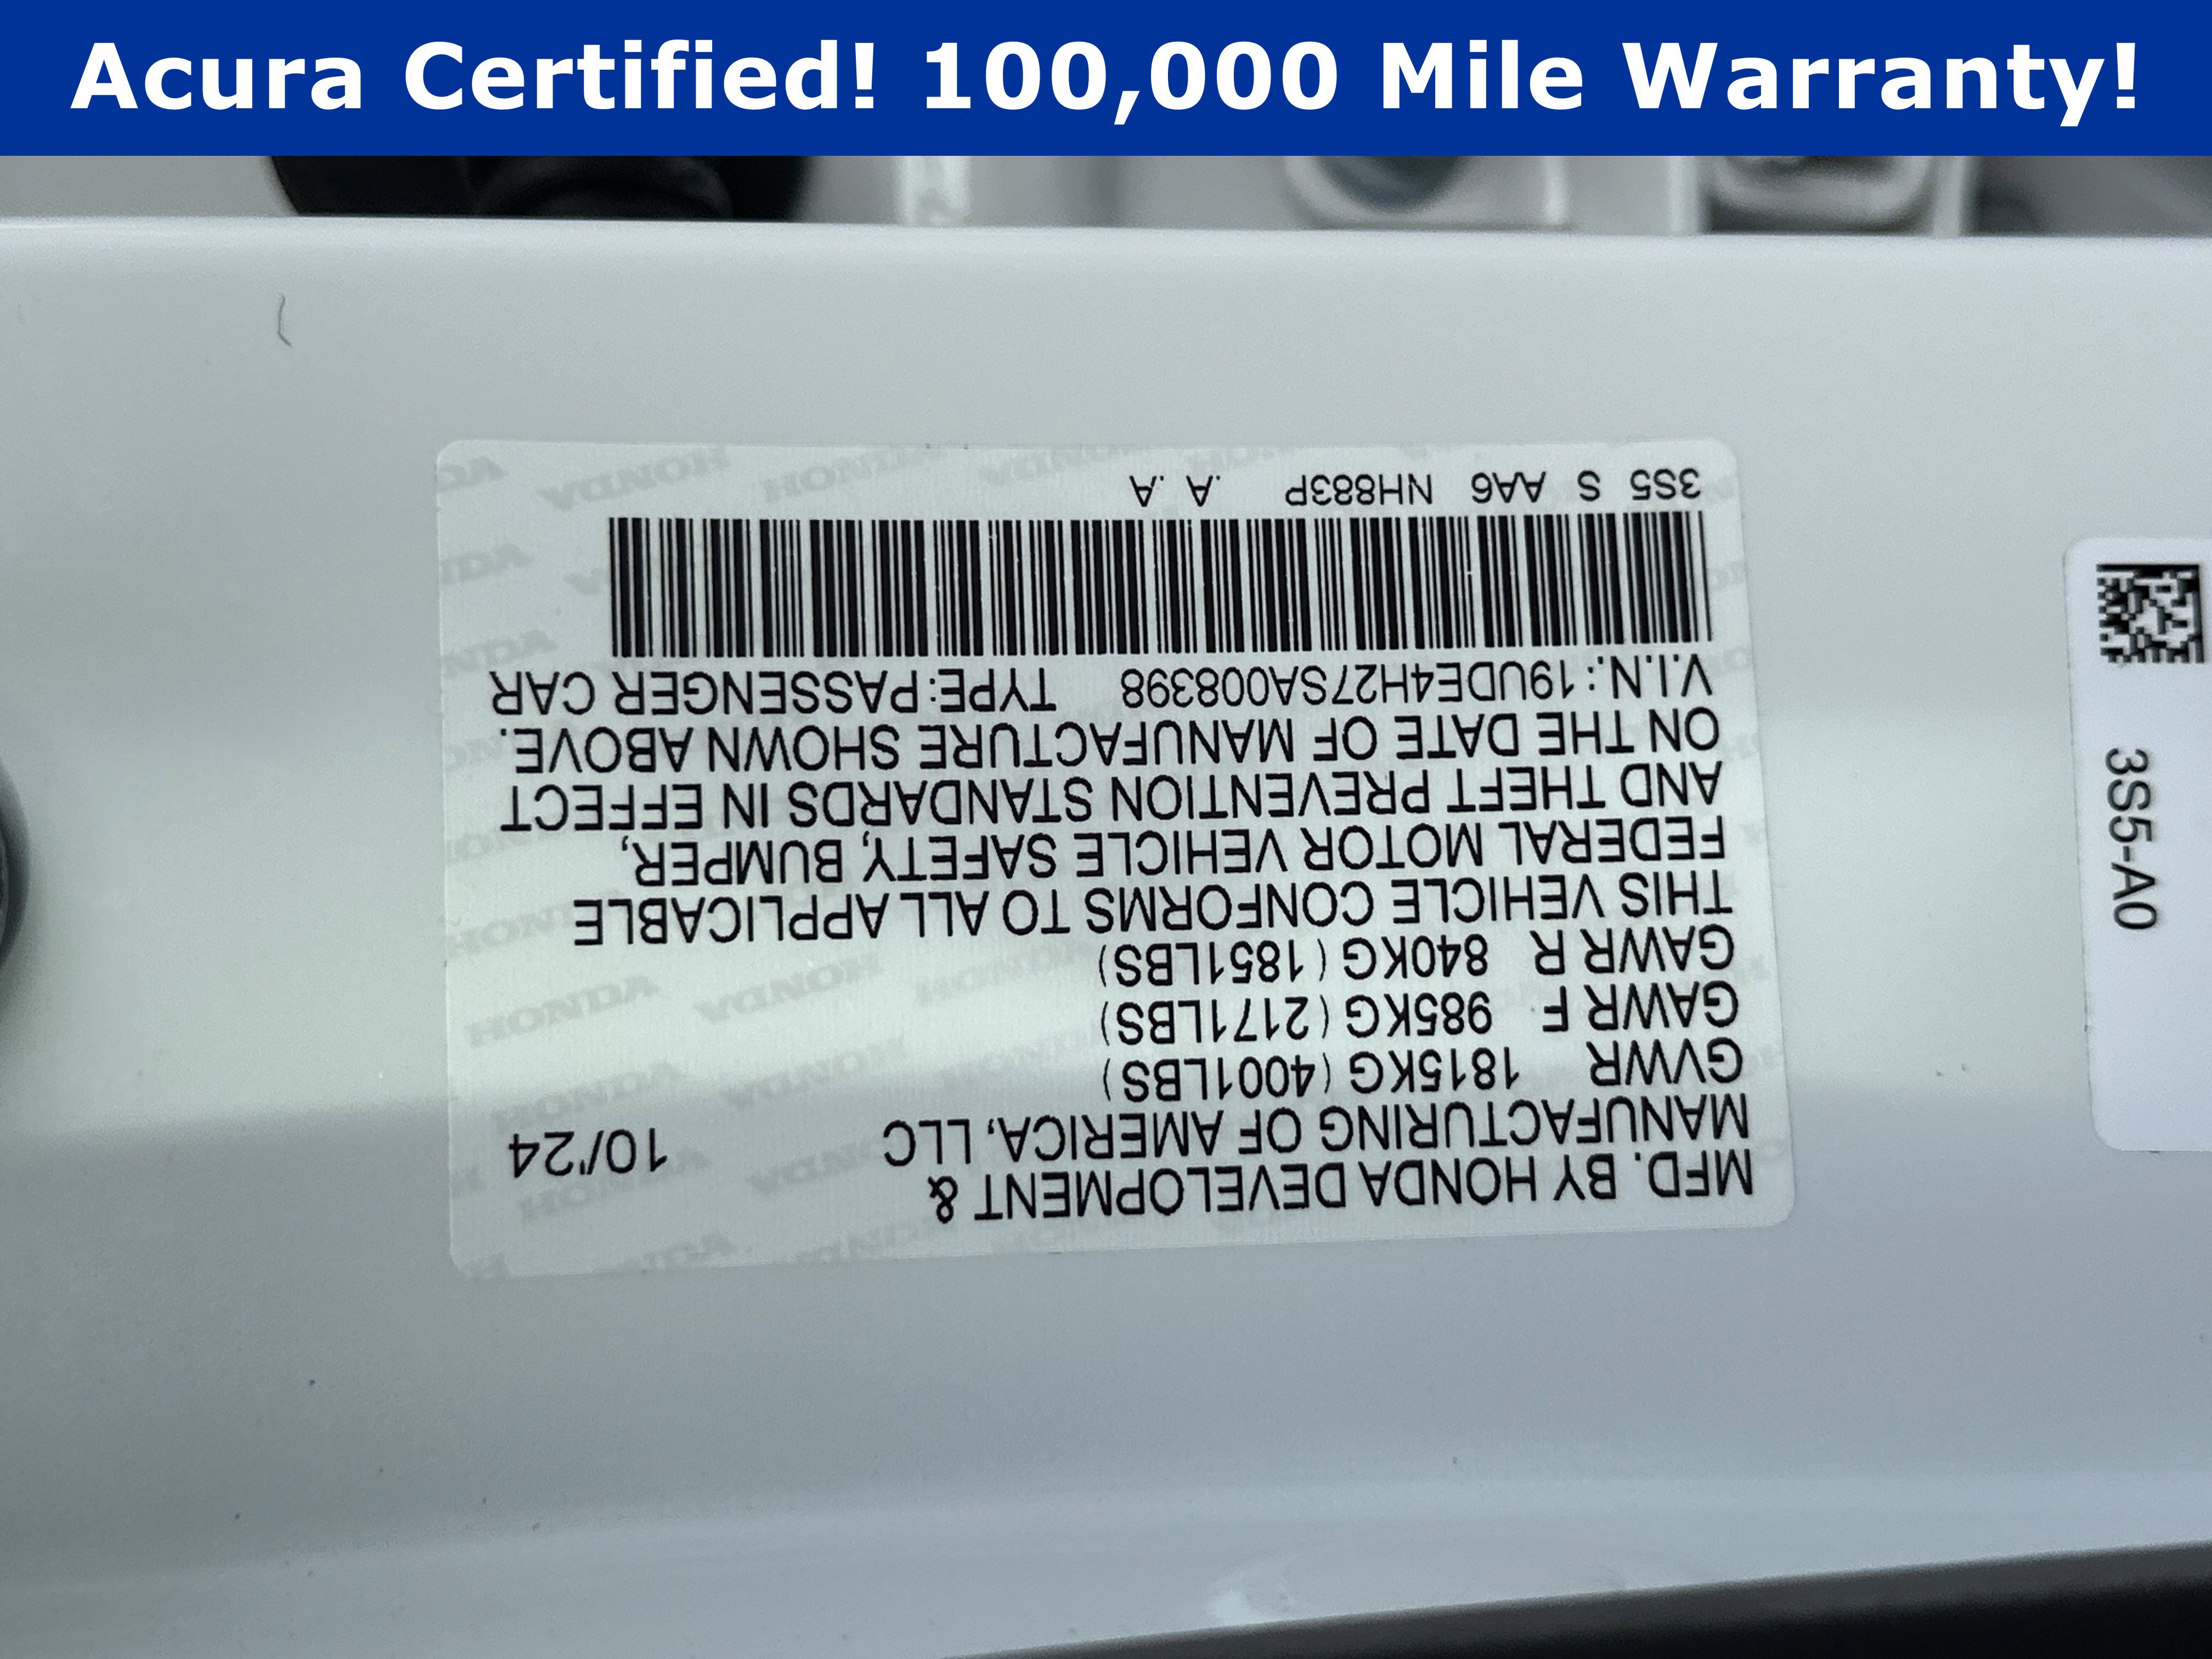 Acura Certified! 100,000 Mile Warranty!
MFD. BY HONDA DEVELOPMENT &
MANUFACTURING OF AMERICA, LLC 10/'24
GVWR 1815KG (4001LBS)
GAWR F 985KG (2171LBS)
GAWR R 840KG (1851LBS)
THIS VEHICLE CONFORMS TO ALL APPLICABLE
FEDERAL MOTOR VEHICLE SAFETY, BUMPER,
AND THEFT PREVENTION STANDARDS IN EFFECT
ON THE DATE OF MANUFACTURE SHOWN ABOVE.
V.I.N.: 19UDE4H27SA008398 TYPE: PASSENGER CAR
3S5 S AA6 NH883P .A .A
3S5-A0